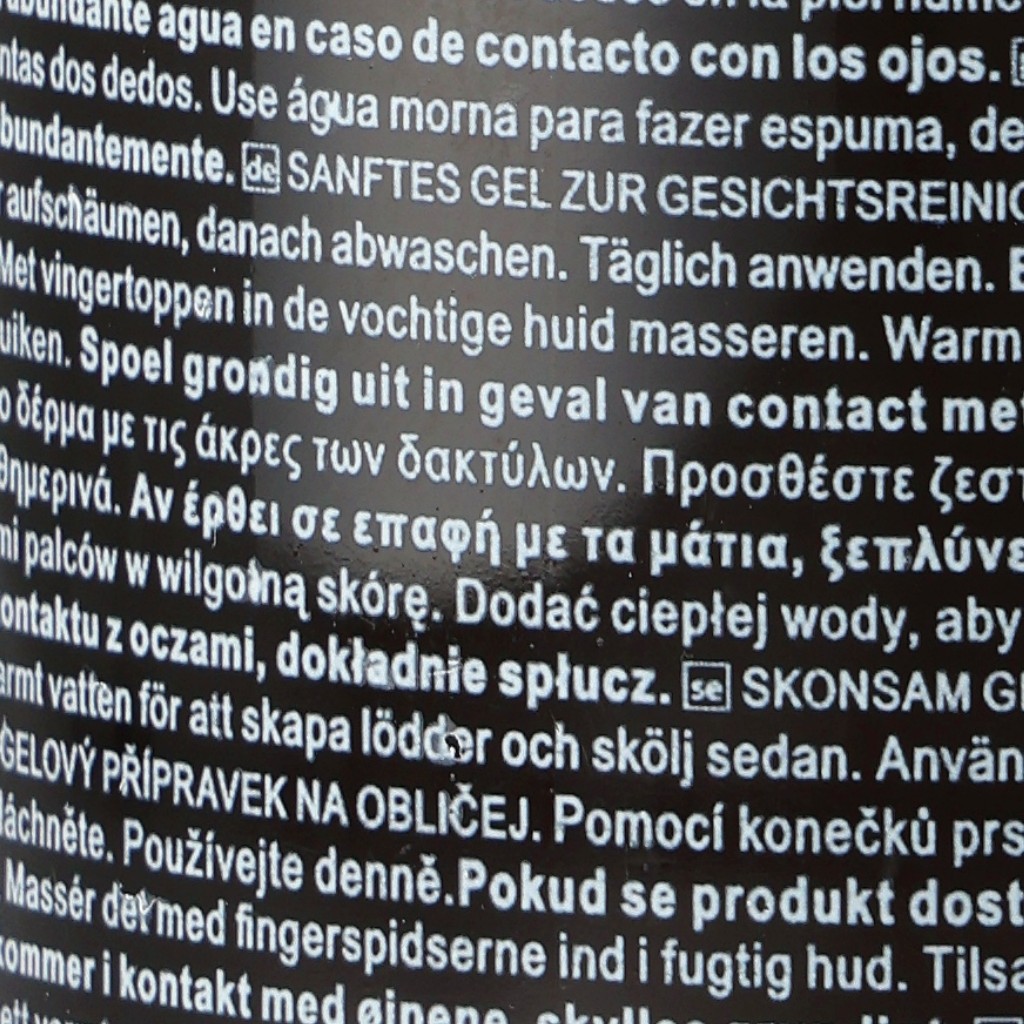 agua en caso de contacto con los ojos.
dos dedos. Use água morna para fazer espuma, de
bundantemente. de SANFTES GEL ZUR GESICHTSREINIG
aufschäumen, danach abwaschen. Täglich anwenden. E
Met vingertoppen in de vochtige huid masseren. Warm
uiken. Spoel grondig uit in geval van contact met
ο δέρμα με τις άκρες των δακτύλων. Προσθέστε ζεστ
θημερινά. Αν έρθει σε επαφή με τα μάτια, ξεπλύνε
mi palców w wilgotną skórę. Dodać ciepłej wody, aby
ontaktu z oczami, dokładnie spłucz. se SKONSAM GE
armt vatten för att skapa lödder och skölj sedan. Använ
GELOVÝ PŘÍPRAVEK NA OBLIČEJ. Pomocí konečků prs
láchněte. Používejte denně.Pokud se produkt dost
Massér det med fingerspidserne ind i fugtig hud. Tilsa
kommer i kontakt med øjnene,